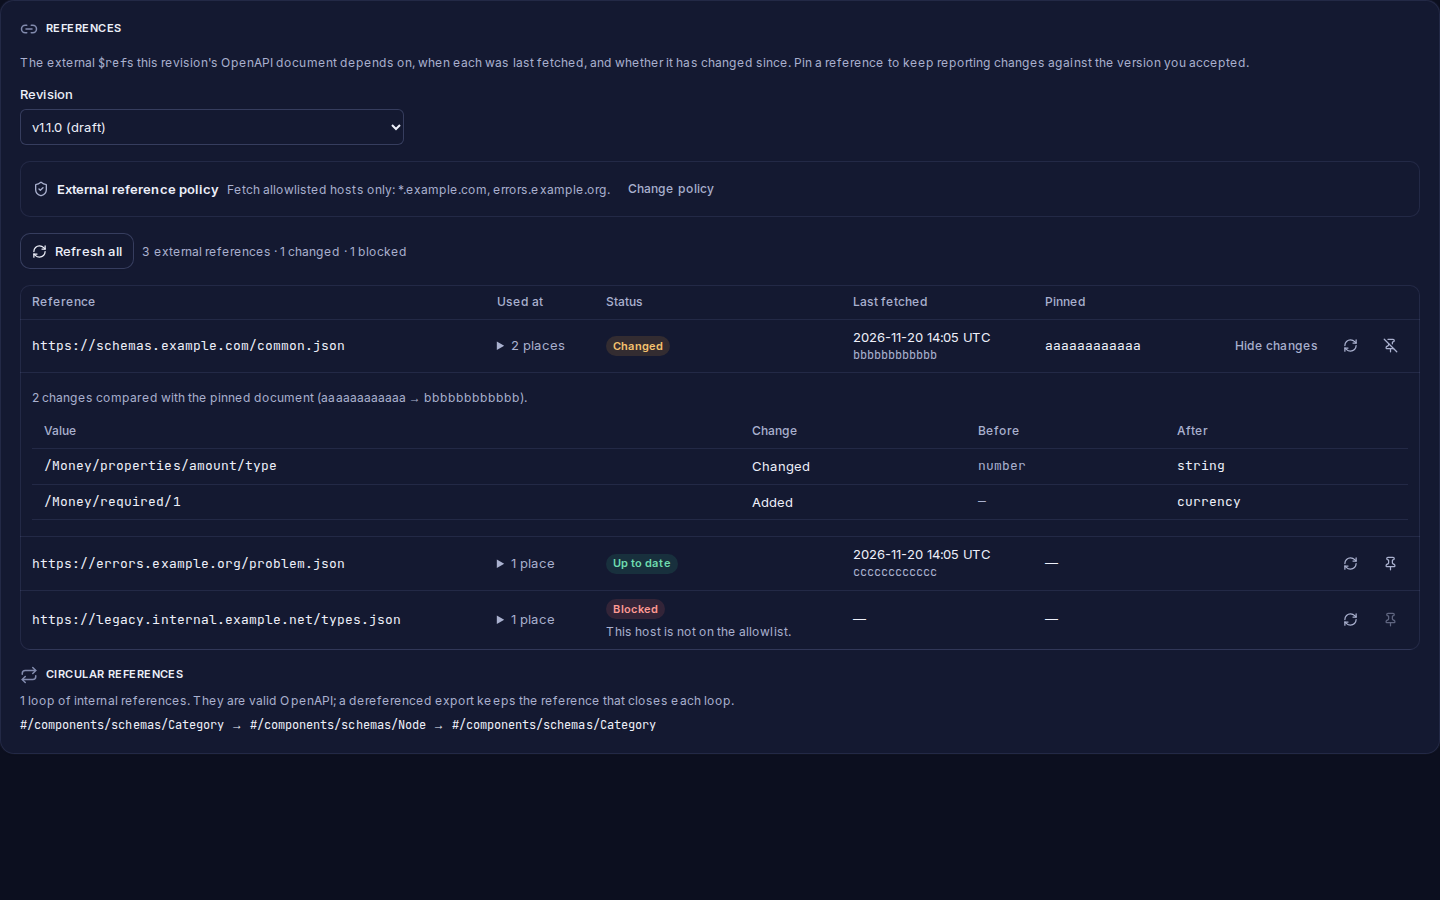 REFERENCES
The external $refs this revision's OpenAPI document depends on, when each was last fetched, and whether it has changed since. Pin a reference to keep reporting changes against the version you accepted.
Revision
v1.1.0 (draft)
External reference policy Fetch allowlisted hosts only: *.example.com, errors.example.org. Change policy
Refresh all 3 external references · 1 changed · 1 blocked
Reference Used at Status Last fetched Pinned
https://schemas.example.com/common.json 2 places Changed 2026-11-20 14:05 UTC aaaaaaaaaaaa Hide changes
bbbbbbbbbbbb
2 changes compared with the pinned document (aaaaaaaaaaaa → bbbbbbbbbbbb).
Value Change Before After
/Money/properties/amount/type Changed number string
/Money/required/1 Added — currency
https://errors.example.org/problem.json 1 place Up to date 2026-11-20 14:05 UTC —
cccccccccccc
https://legacy.internal.example.net/types.json 1 place Blocked — —
This host is not on the allowlist.
CIRCULAR REFERENCES
1 loop of internal references. They are valid OpenAPI; a dereferenced export keeps the reference that closes each loop.
#/components/schemas/Category → #/components/schemas/Node → #/components/schemas/Category